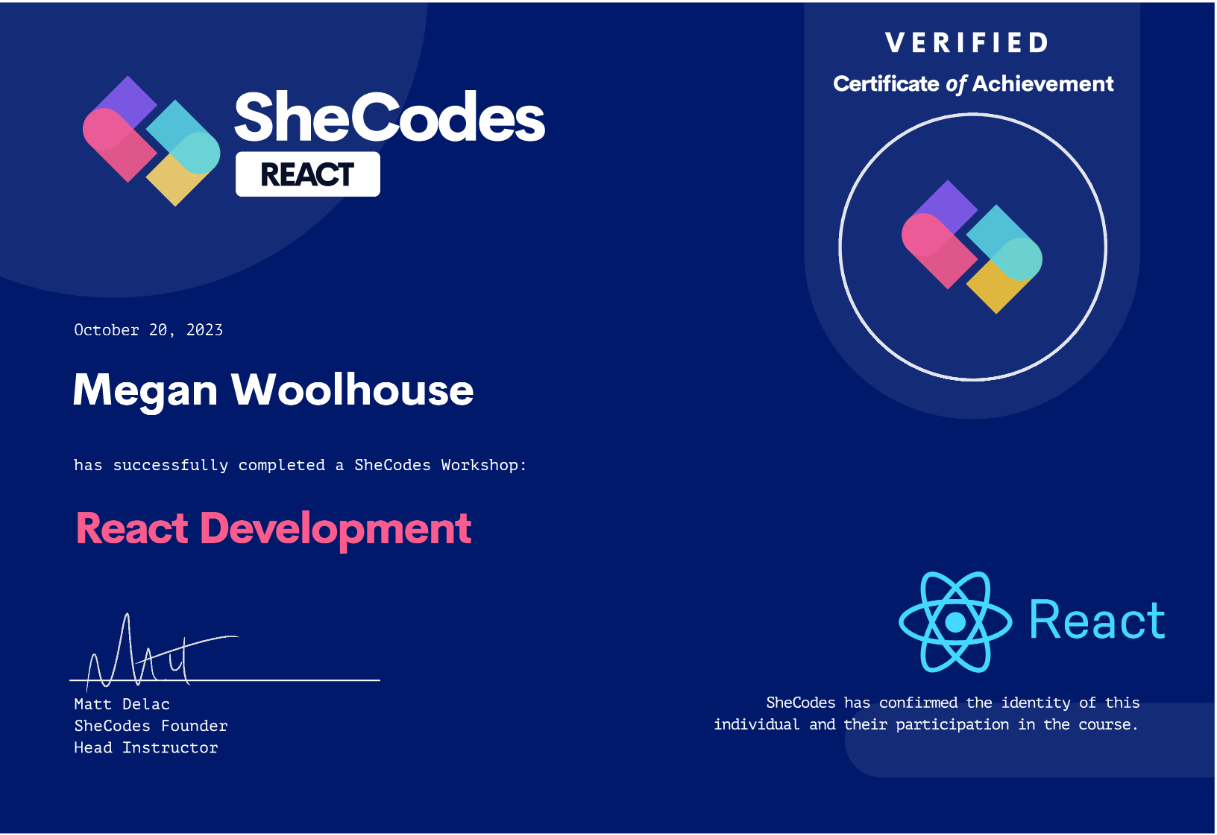 SheCodes
REACT
VERIFIED
Certificate of Achievement
October 20, 2023
Megan Woolhouse
has successfully completed a SheCodes Workshop:
React Development
Matt
Matt Delac
SheCodes Founder
Head Instructor
React
SheCodes has confirmed the identity of this
individual and their participation in the course.